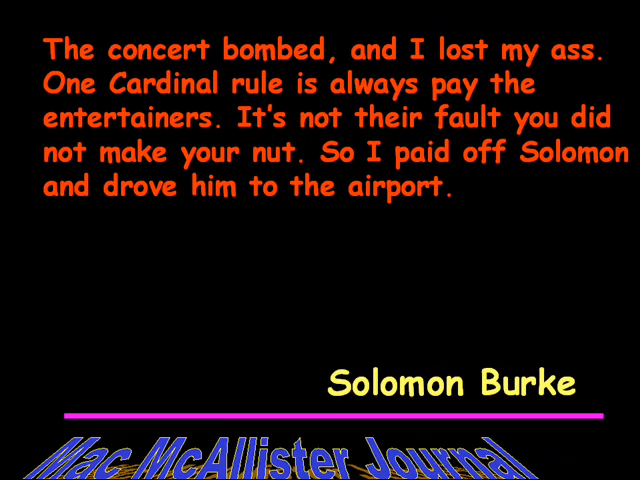 The concert bombed, and I lost my ass.
One Cardinal rule is always pay the
entertainers. It's not their fault you did
not make your nut. So I paid off Solomon
and drove him to the airport.
Solomon Burke
Mac McAllister Journal